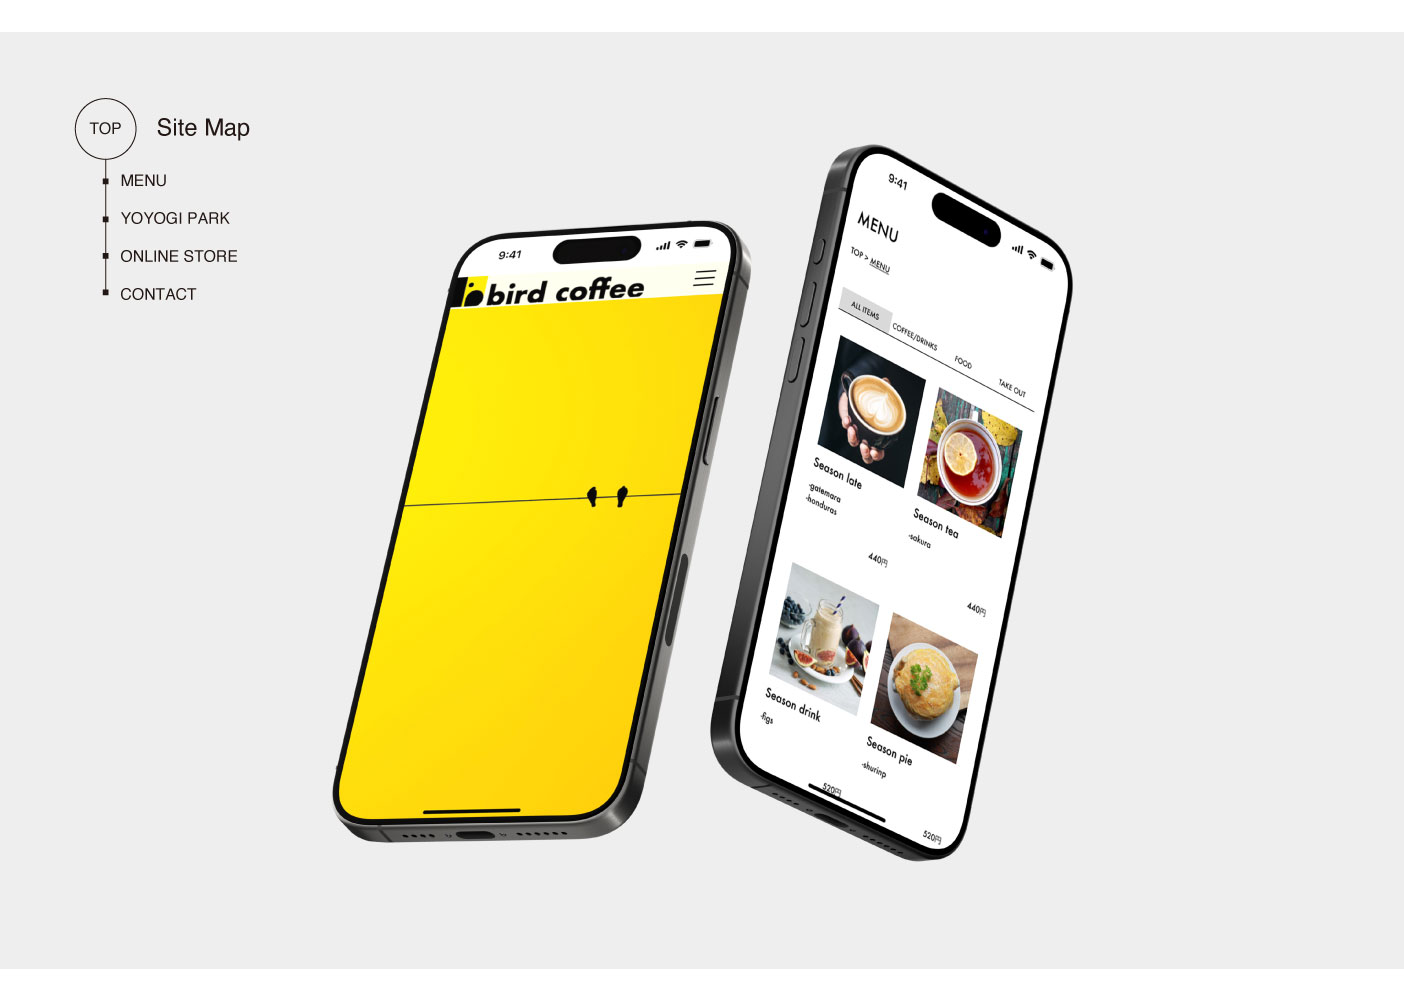 TOP
Site Map
MENU
YOYOGI PARK
ONLINE STORE
CONTACT
9:41
bird coffee
9:41
MENU
TOP > MENU
ALL ITEMS
COFFEE/DRINKS
FOOD
TAKE OUT
Season late
-gatemara
-honduras
440円
Season tea
-sakura
440円
Season drink
-figs
520円
Season pie
-shurinp
520円